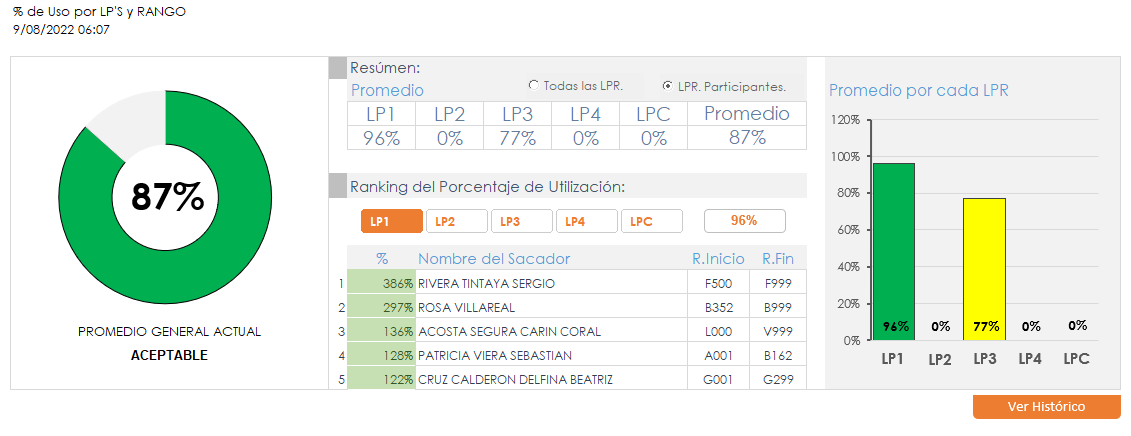 % de Uso por LP'S y RANGO
9/08/2022 06:07
87%
PROMEDIO GENERAL ACTUAL
ACEPTABLE
Resúmen:
Promedio
Todas las LPR.
LPR. Participantes.
LP1 LP2 LP3 LP4 LPC Promedio
96% 0% 77% 0% 0% 87%
Ranking del Porcentaje de Utilización:
LP1 LP2 LP3 LP4 LPC 96%
% Nombre del Sacador R.Inicio R.Fin
1 386% RIVERA TINTAYA SERGIO F500 F999
2 297% ROSA VILLAREAL B352 B999
3 136% ACOSTA SEGURA CARIN CORAL L000 V999
4 128% PATRICIA VIERA SEBASTIAN A001 B162
5 122% CRUZ CALDERON DELFINA BEATRIZ G001 G299
Promedio por cada LPR
120%
100%
80%
60%
40%
20%
0%
96% 0% 77% 0% 0%
LP1 LP2 LP3 LP4 LPC
Ver Histórico